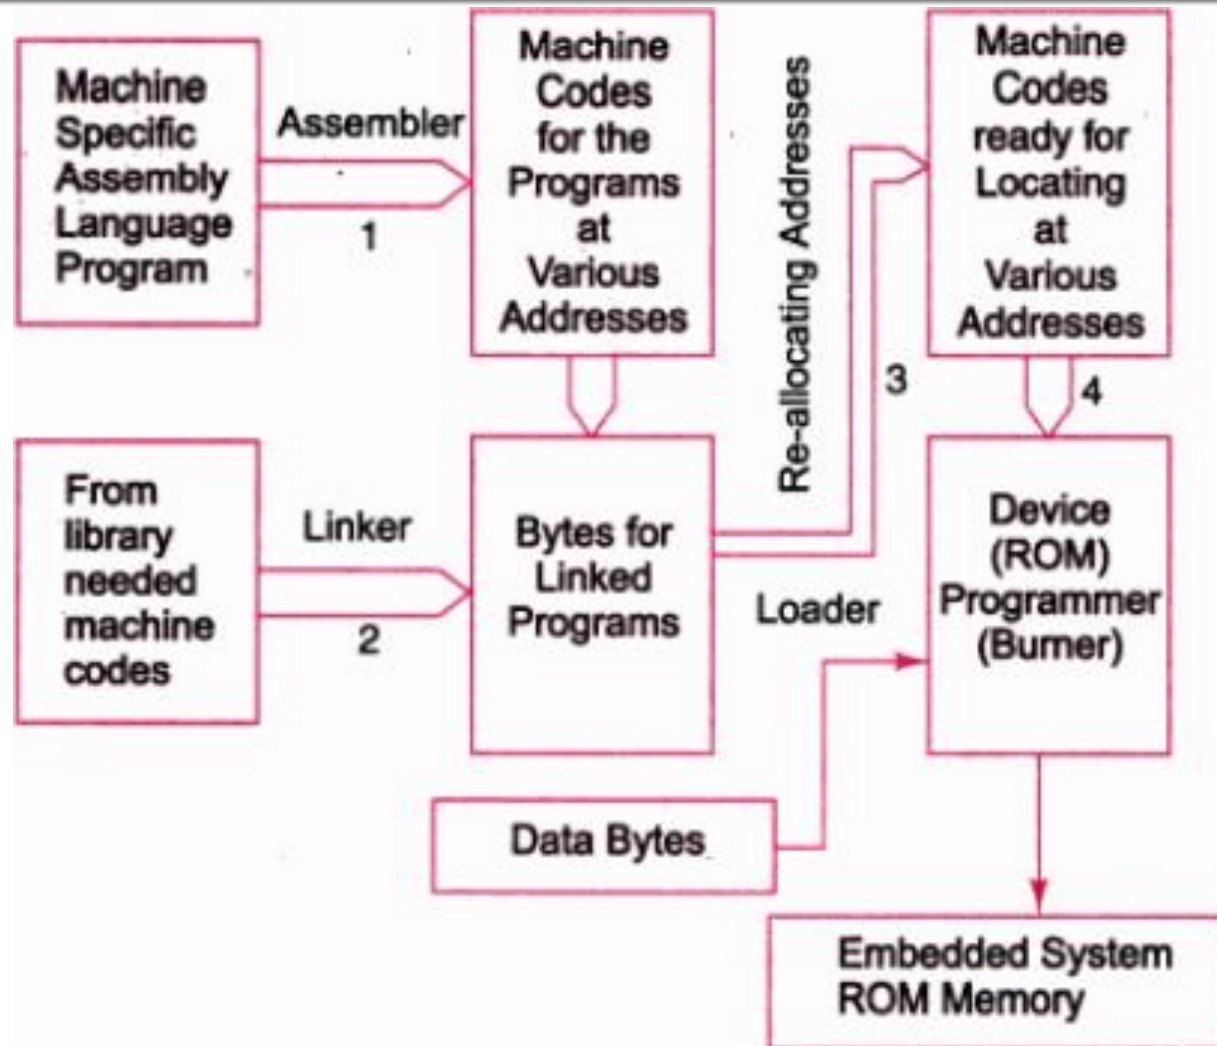 Machine
Specific
Assembly
Language
Program
Assembler
1
Machine
Codes
for the
Programs
at
Various
Addresses
Re-allocating Addresses
3
Machine
Codes
ready for
Locating
at
Various
Addresses
4
From
library
needed
machine
codes
Linker
2
Bytes for
Linked
Programs
Loader
Device
(ROM)
Programmer
(Burner)
Data Bytes
Embedded System
ROM Memory